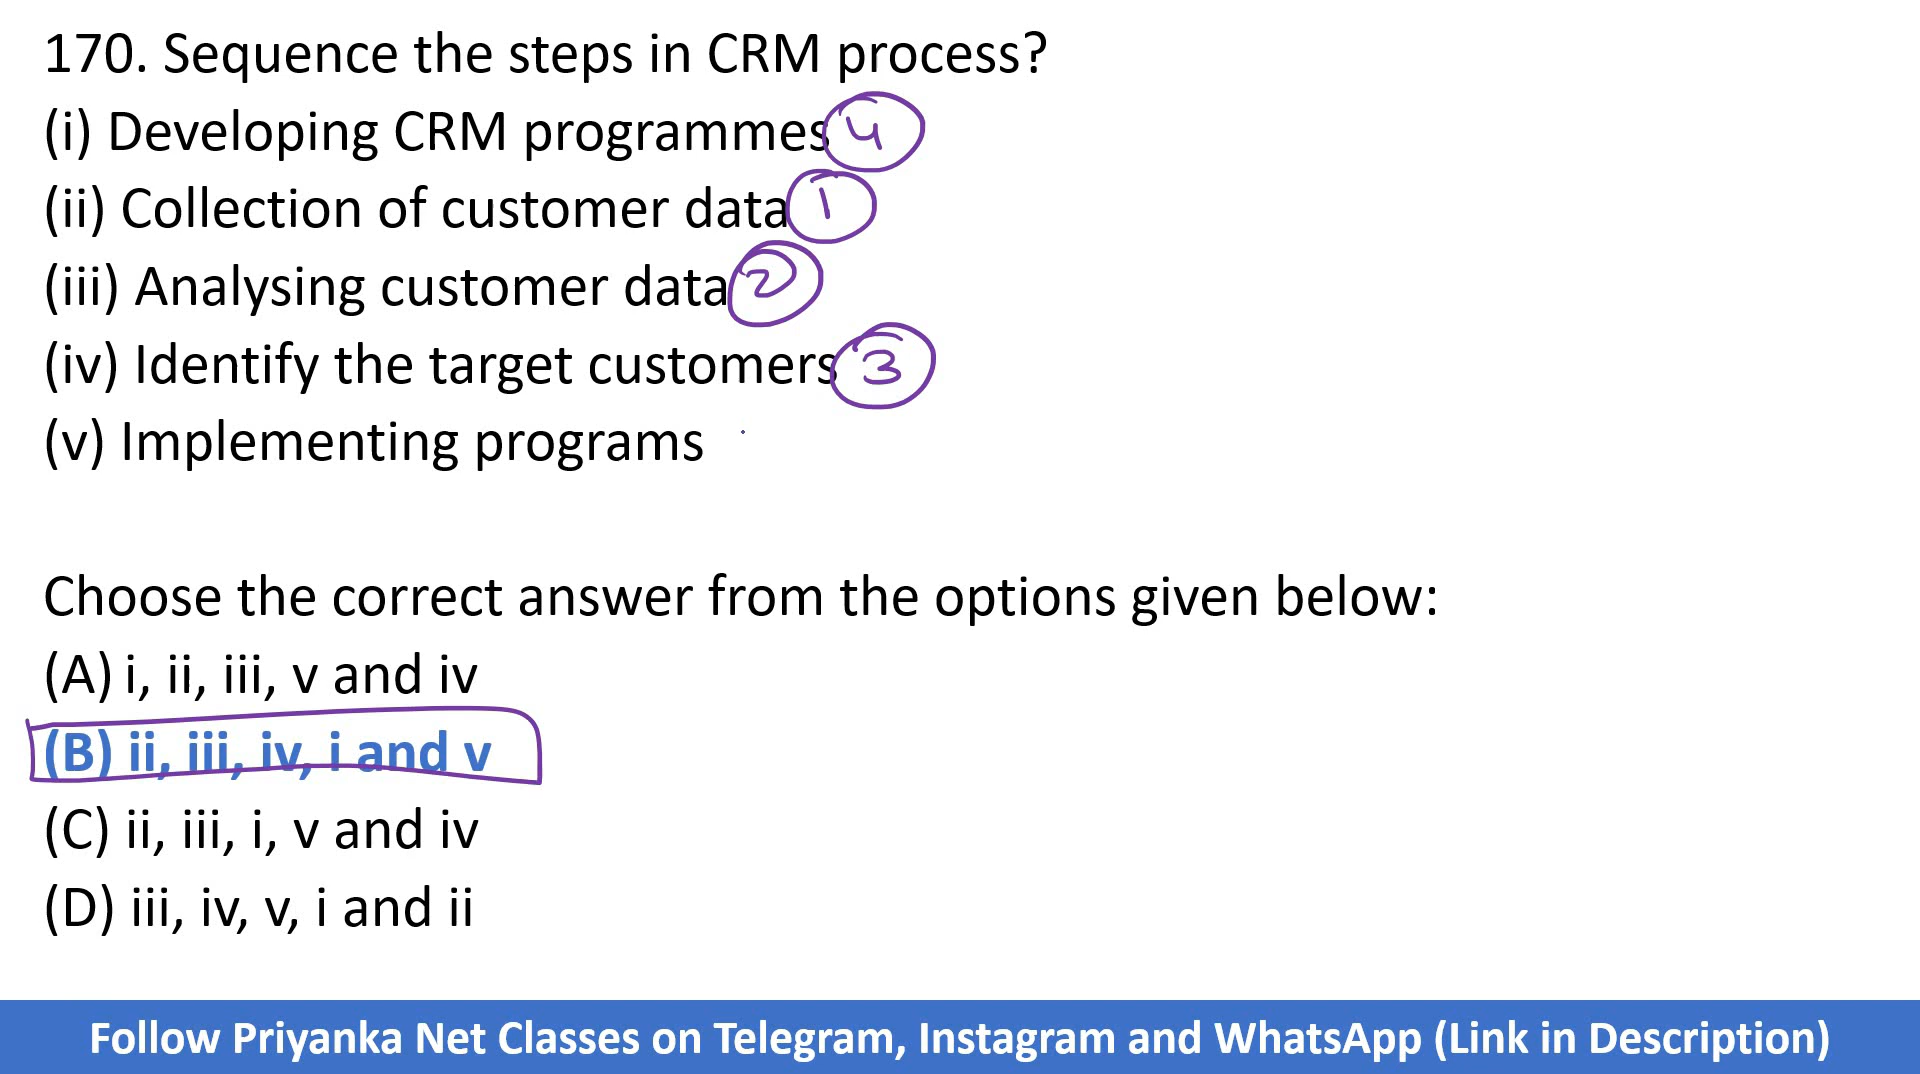 170. Sequence the steps in CRM process?
(i) Developing CRM programmes 4
(ii) Collection of customer data 1
(iii) Analysing customer data 2
(iv) Identify the target customers 3
(v) Implementing programs
Choose the correct answer from the options given below:
(A) i, ii, iii, v and iv
(B) ii, iii, iv, i and v
(C) ii, iii, i, v and iv
(D) iii, iv, v, i and ii
Follow Priyanka Net Classes on Telegram, Instagram and WhatsApp (Link in Description)